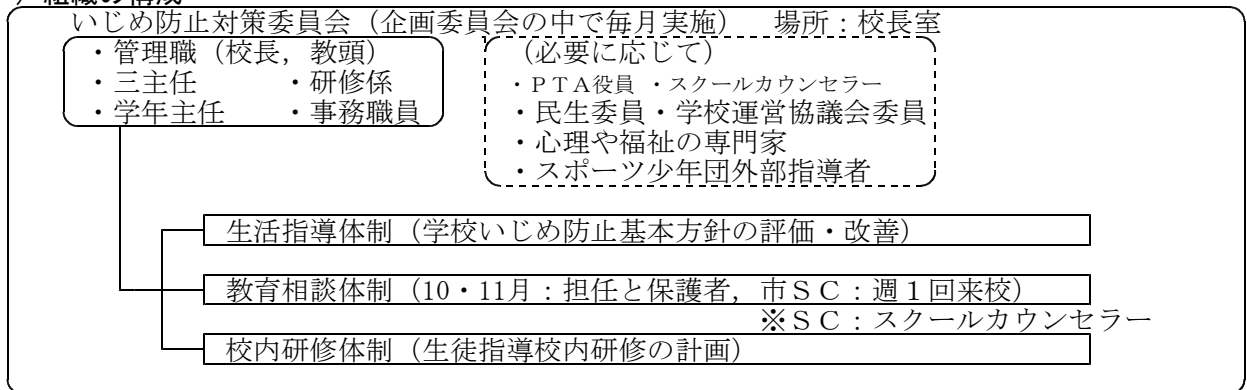 いじめ防止対策委員会（企画委員会の中で毎月実施）　場所：校長室
・管理職（校長，教頭）
・三主任　　・研修係
・学年主任　　・事務職員
（必要に応じて）
・ＰＴＡ役員　・スクールカウンセラー
・民生委員・学校運営協議会委員
・心理や福祉の専門家
・スポーツ少年団外部指導者
生活指導体制（学校いじめ防止基本方針の評価・改善）
教育相談体制（10・11月：担任と保護者，市ＳＣ：週１回来校）
※ＳＣ：スクールカウンセラー
校内研修体制（生徒指導校内研修の計画）